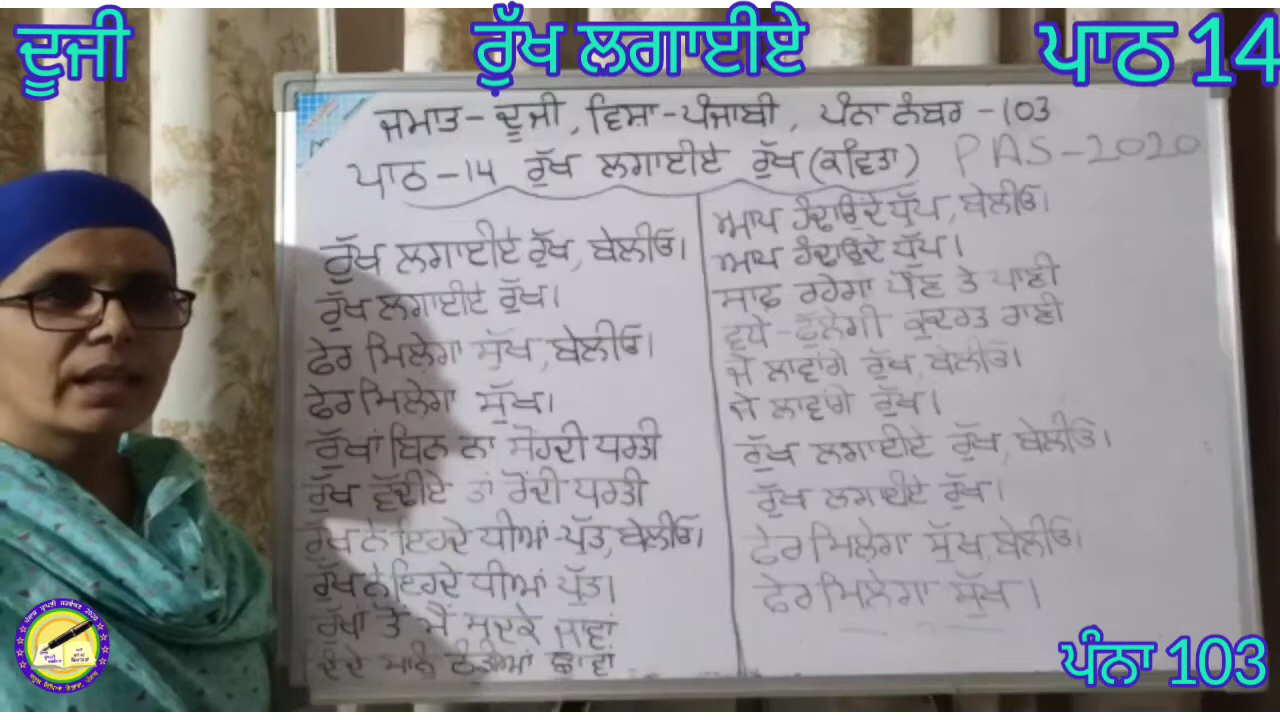 ਦੂਜੀ
ਰੁੱਖ ਲਗਾਈਏ
ਪਾਠ 14
ਜਮਾਤ - ਦੂਜੀ, ਵਿਸ਼ਾ - ਪੰਜਾਬੀ, ਪੰਨਾ ਨੰਬਰ - 103
ਪਾਠ - 14 ਰੁੱਖ ਲਗਾਈਏ ਰੁੱਖ (ਕਵਿਤਾ) PAS-2020
ਰੁੱਖ ਲਗਾਈਏ ਰੁੱਖ, ਬੇਲੀਓ।
ਰੁੱਖ ਲਗਾਈਏ ਰੁੱਖ।
ਫੇਰ ਮਿਲੇਗਾ ਸੁੱਖ, ਬੇਲੀਓ।
ਫੇਰ ਮਿਲੇਗਾ ਸੁੱਖ।
ਰੁੱਖਾਂ ਬਿਨ ਨਾ ਸੋਂਹਦੀ ਧਰਤੀ
ਰੁੱਖ ਵੱਢੀਏ ਤਾਂ ਰੋਂਦੀ ਧਰਤੀ
ਰੁੱਖ ਨੇ ਇਹਦੇ ਧੀਆਂ-ਪੁੱਤ, ਬੇਲੀਓ।
ਰੁੱਖ ਨੇ ਇਹਦੇ ਧੀਆਂ ਪੁੱਤ।
ਰੁੱਖਾਂ ਤੋਂ ਮੈਂ ਸਦਕੇ ਜਾਵਾਂ
ਦੇਂਦੇ ਸਾਨੂੰ ਠੰਡੀਆਂ ਛਾਵਾਂ
ਆਪ ਹੰਢਾਉਂਦੇ ਧੁੱਪ, ਬੇਲੀਓ।
ਆਪ ਹੰਢਾਉਂਦੇ ਧੁੱਪ।
ਸਾਫ਼ ਰਹੇਗਾ ਪੌਣ ਤੇ ਪਾਣੀ
ਵਧੇ-ਫੁੱਲੇਗੀ ਕੁਦਰਤ ਰਾਣੀ
ਜੇ ਲਾਵਾਂਗੇ ਰੁੱਖ, ਬੇਲੀਓ।
ਜੇ ਲਾਵਾਂਗੇ ਰੁੱਖ।
ਰੁੱਖ ਲਗਾਈਏ ਰੁੱਖ, ਬੇਲੀਓ।
ਰੁੱਖ ਲਗਾਈਏ ਰੁੱਖ।
ਫੇਰ ਮਿਲੇਗਾ ਸੁੱਖ, ਬੇਲੀਓ।
ਫੇਰ ਮਿਲੇਗਾ ਸੁੱਖ।
ਪੰਨਾ 103